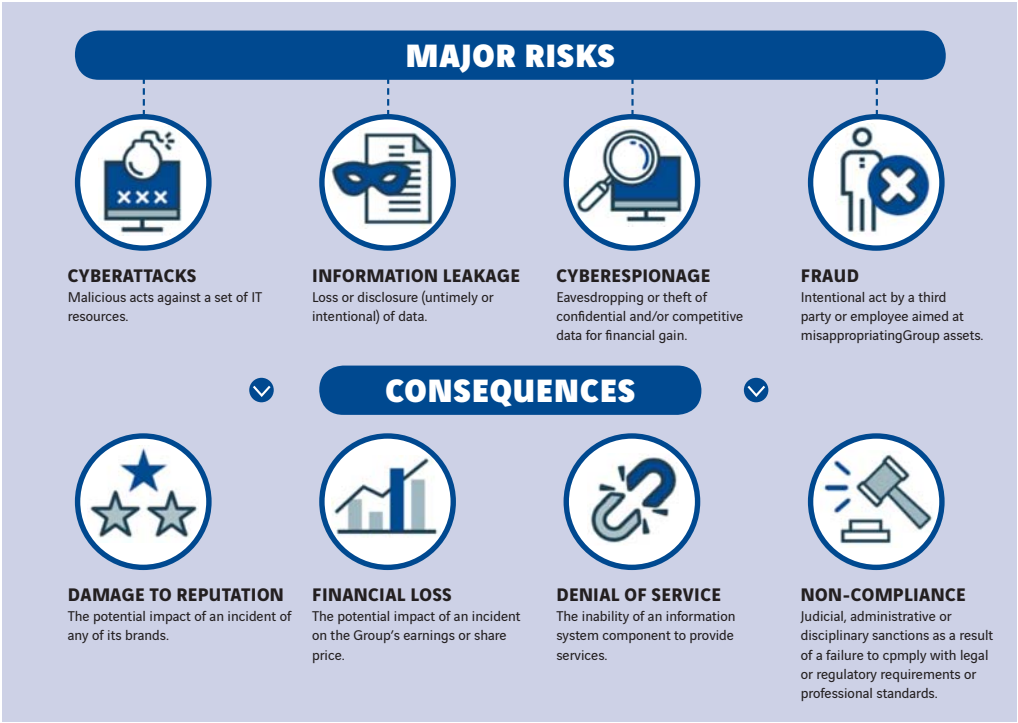 MAJOR RISKS
×××
CYBERATTACKS
Malicious acts against a set of IT
resources.
INFORMATION LEAKAGE
Loss or disclosure (untimely or
intentional) of data.
CYBERESPIONAGE
Eavesdropping or theft of
confidential and/or competitive
data for financial gain.
FRAUD
Intentional act by a third
party or employee aimed at
misappropriatingGroup assets.
CONSEQUENCES
DAMAGE TO REPUTATION
The potential impact of an incident of
any of its brands.
FINANCIAL LOSS
The potential impact of an incident
on the Group's earnings or share
price.
DENIAL OF SERVICE
The inability of an information
system component to provide
services.
NON-COMPLIANCE
Judicial, administrative or
disciplinary sanctions as a result
of a failure to cpmply with legal
or regulatory requirements or
professional standards.